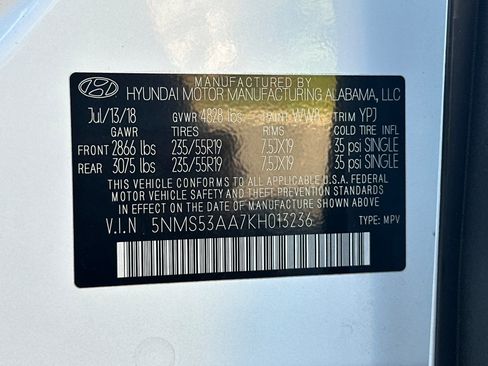 MANUFACTURED BY
HYUNDAI MOTOR MANUFACTURING ALABAMA, LLC
Jul/13/18 GVWR 4828 lbs PAINT WW8 TRIM YPJ
GAWR TIRES RIMS COLD TIRE INFL
FRONT 2866 lbs 235/55R19 7.5JX19 35 psi SINGLE
REAR 3075 lbs 235/55R19 7.5JX19 35 psi SINGLE
THIS VEHICLE CONFORMS TO ALL APPLICABLE U.S.A. FEDERAL
MOTOR VEHICLE SAFETY AND THEFT PREVENTION STANDARDS
IN EFFECT ON THE DATE OF MANUFACTURE SHOWN ABOVE
V.I.N 5NMS53AA7KH013236 TYPE: MPV